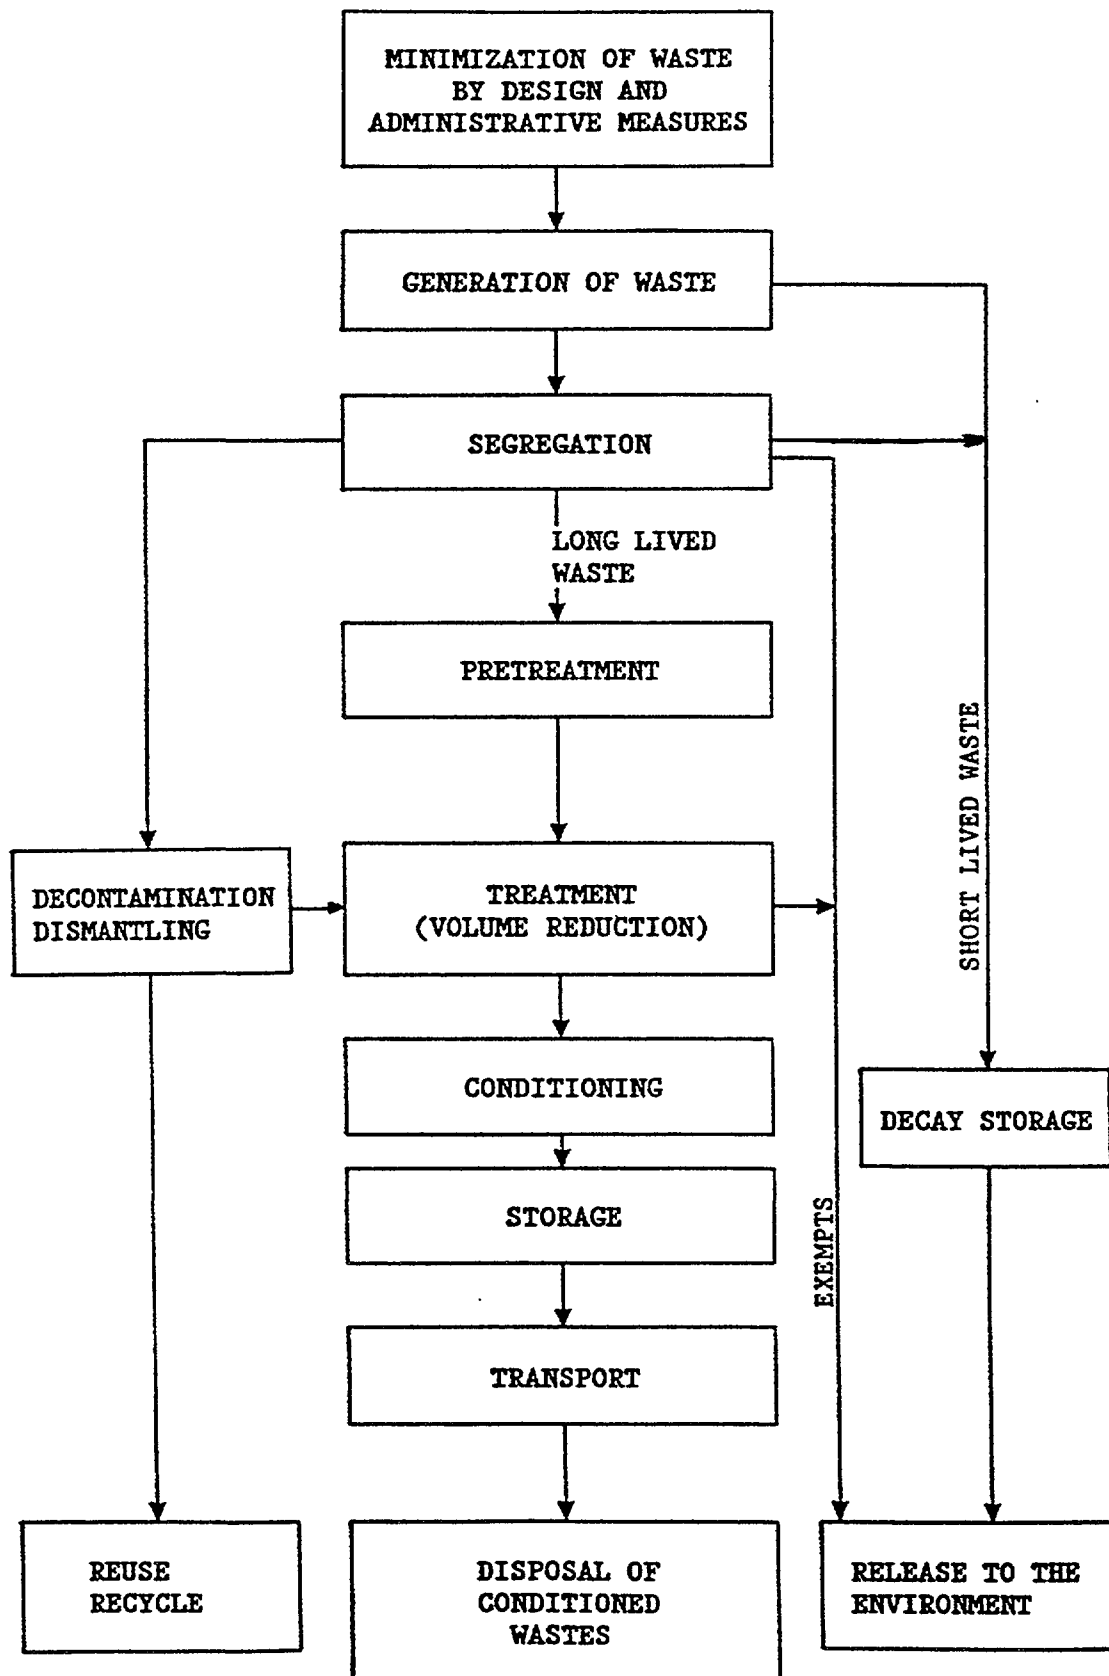 MINIMIZATION OF WASTE
BY DESIGN AND
ADMINISTRATIVE MEASURES
GENERATION OF WASTE
SEGREGATION
LONG LIVED
WASTE
PRETREATMENT
SHORT LIVED WASTE
DECONTAMINATION
DISMANTLING
TREATMENT
(VOLUME REDUCTION)
CONDITIONING
DECAY STORAGE
STORAGE
EXEMPTS
TRANSPORT
REUSE
RECYCLE
DISPOSAL OF
CONDITIONED
WASTES
RELEASE TO THE
ENVIRONMENT